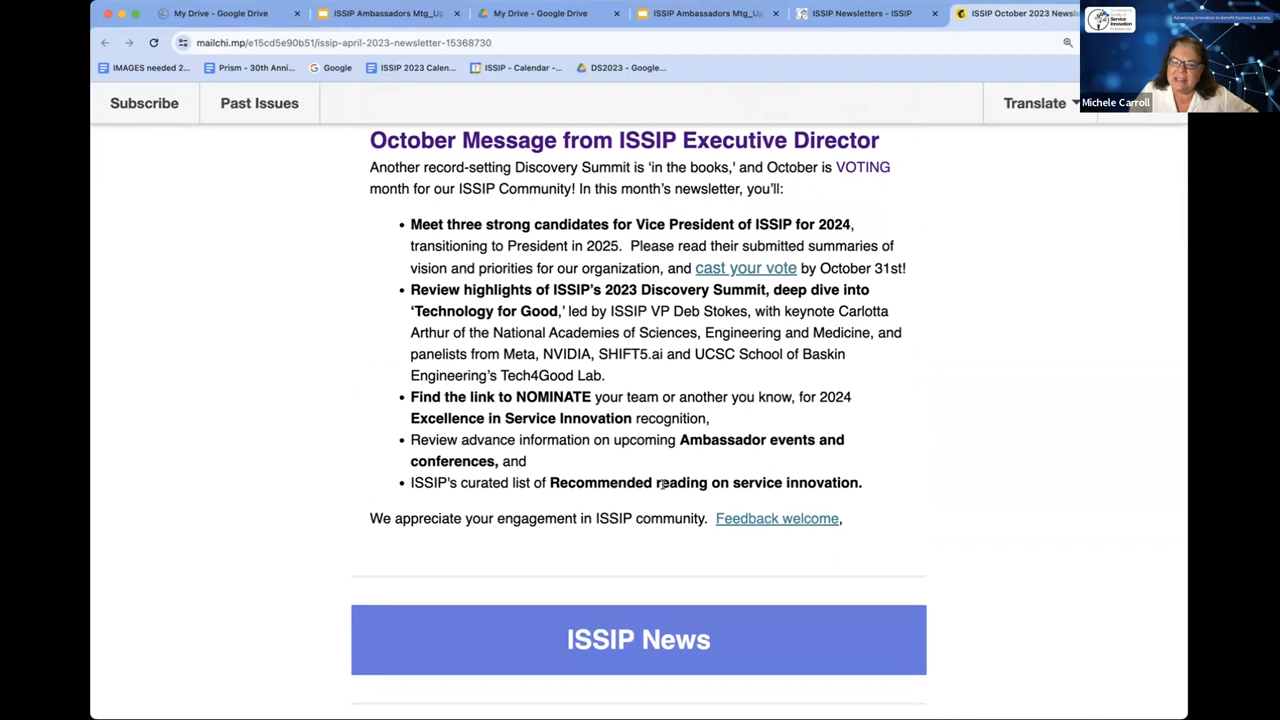 My Drive - Google Drive
ISSIP Ambassadors Mtg_Up
My Drive - Google Drive
ISSIP Ambassadors Mtg_
ISSIP Newsletters - ISSIP
ISSIP October 2023 Newsl
mailchi.mp/e15cd5e90b51/issip-april-2023-newsletter-15368730
IMAGES needed 2...
Prism - 30th Anni...
Google
ISSIP 2023 Calen...
ISSIP - Calendar -...
DS2023 - Google...
Service
Innovation
Advancing innovation to benefit business & society
Michele Carroll
Subscribe
Past Issues
Translate
October Message from ISSIP Executive Director
Another record-setting Discovery Summit is ‘in the books,' and October is VOTING
month for our ISSIP Community! In this month’s newsletter, you’ll:
• Meet three strong candidates for Vice President of ISSIP for 2024,
transitioning to President in 2025.  Please read their submitted summaries of
vision and priorities for our organization, and cast your vote by October 31st!
• Review highlights of ISSIP’s 2023 Discovery Summit, deep dive into
‘Technology for Good,’ led by ISSIP VP Deb Stokes, with keynote Carlotta
Arthur of the National Academies of Sciences, Engineering and Medicine, and
panelists from Meta, NVIDIA, SHIFT5.ai and UCSC School of Baskin
Engineering’s Tech4Good Lab.
• Find the link to NOMINATE your team or another you know, for 2024
Excellence in Service Innovation recognition,
• Review advance information on upcoming Ambassador events and
conferences, and
• ISSIP's curated list of Recommended reading on service innovation.
We appreciate your engagement in ISSIP community.  Feedback welcome,
ISSIP News